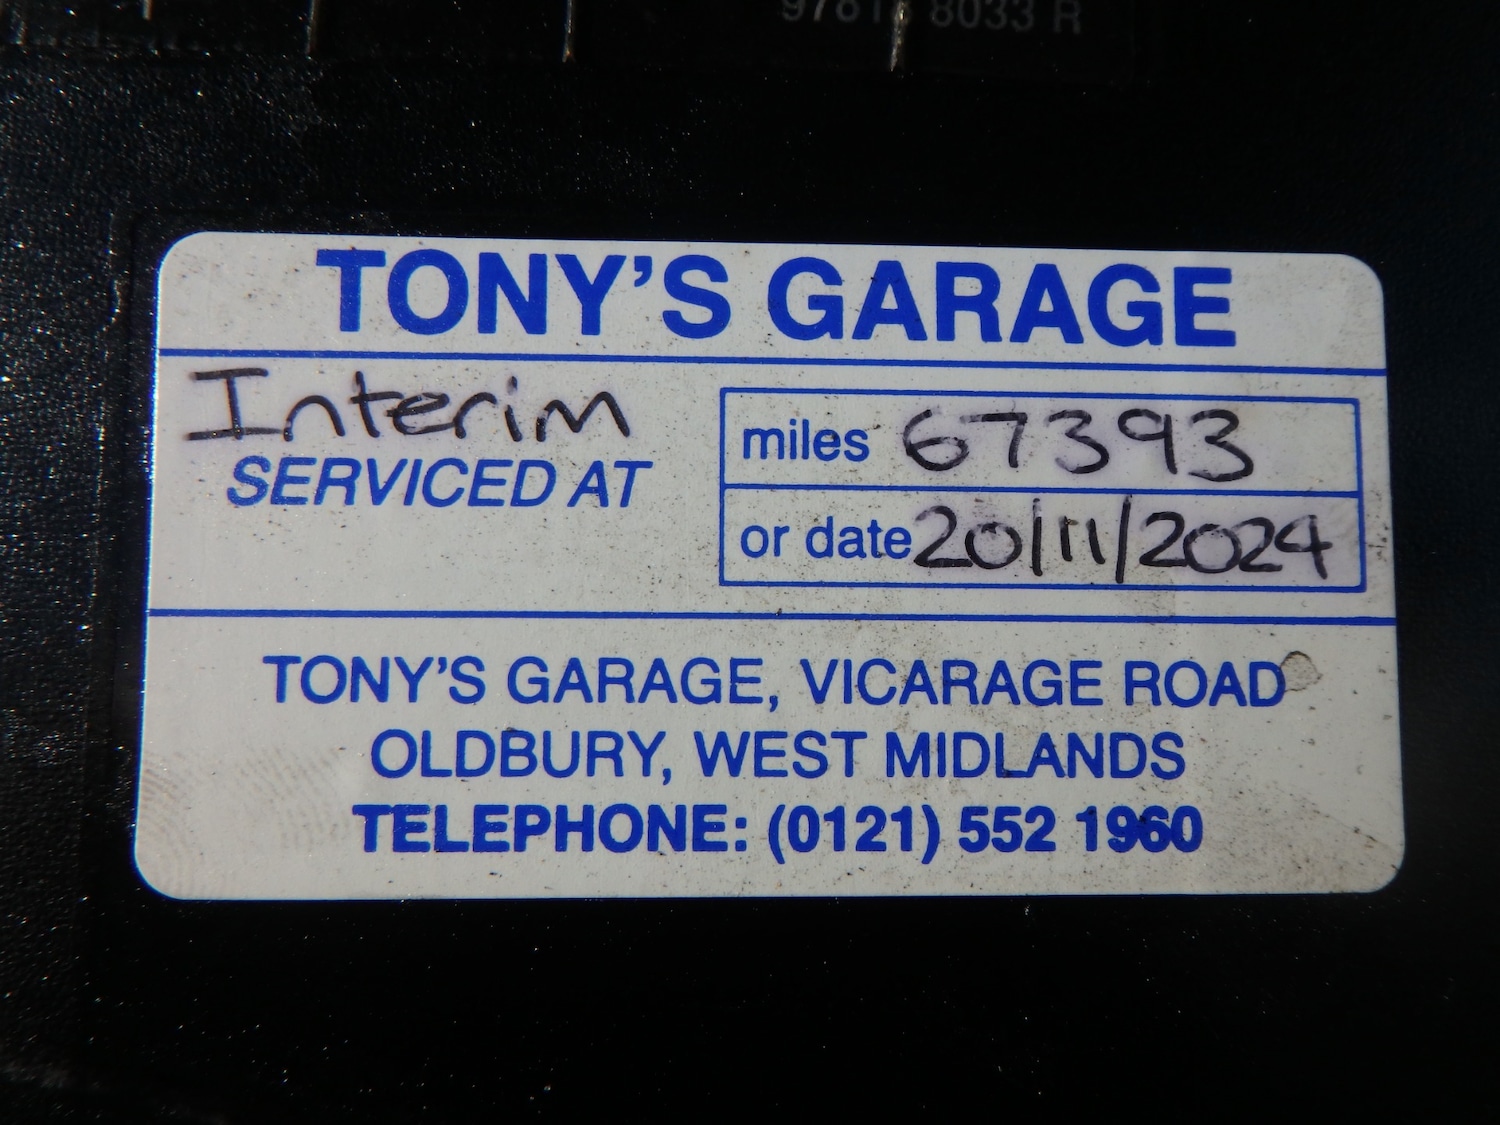 8033 R
TONY'S GARAGE
Interim
SERVICED AT
miles 67393
or date 20/11/2024
TONY'S GARAGE, VICARAGE ROAD
OLDBURY, WEST MIDLANDS
TELEPHONE: (0121) 552 1960